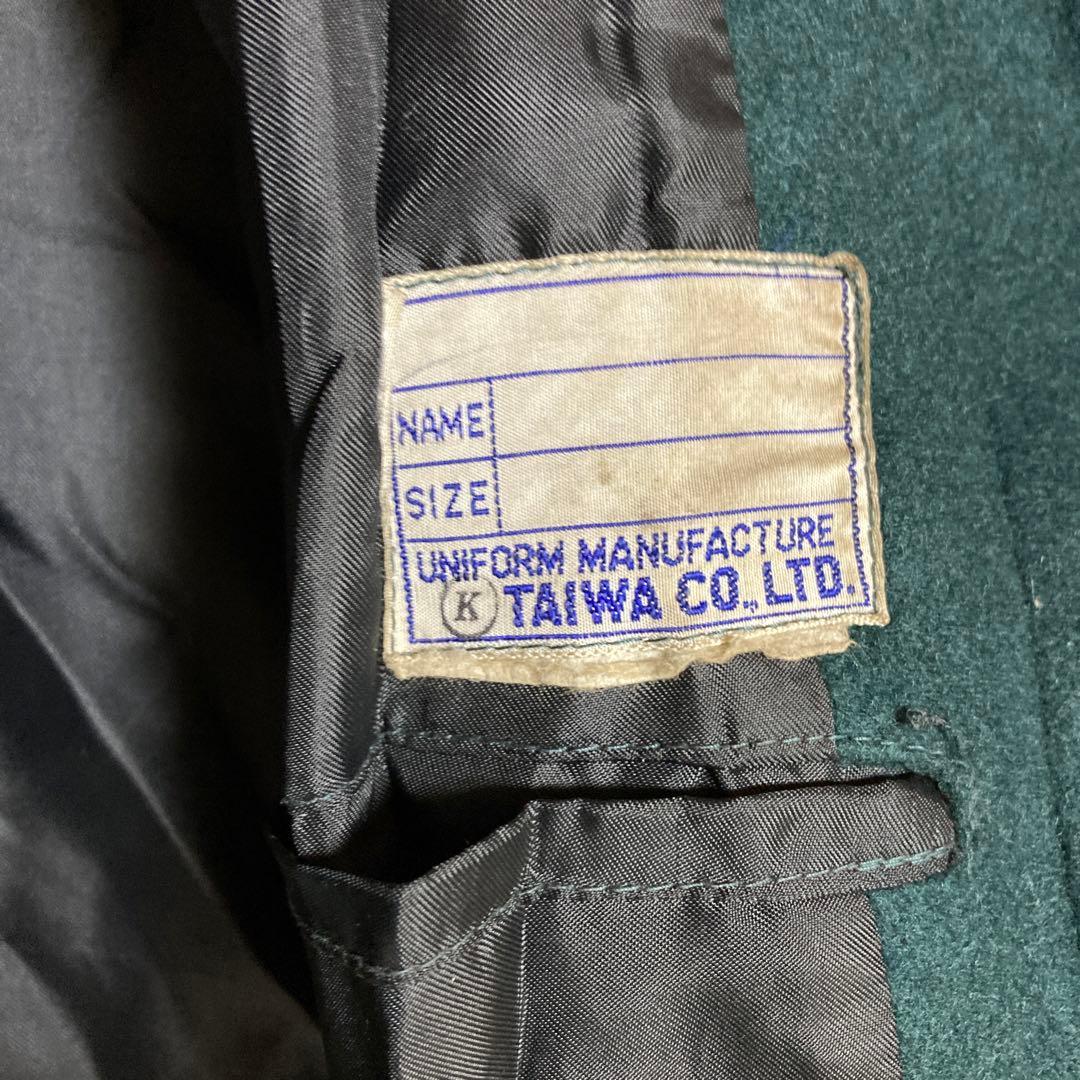 NAME
SIZE
UNIFORM MANUFACTURE
K TAIWA CO., LTD.